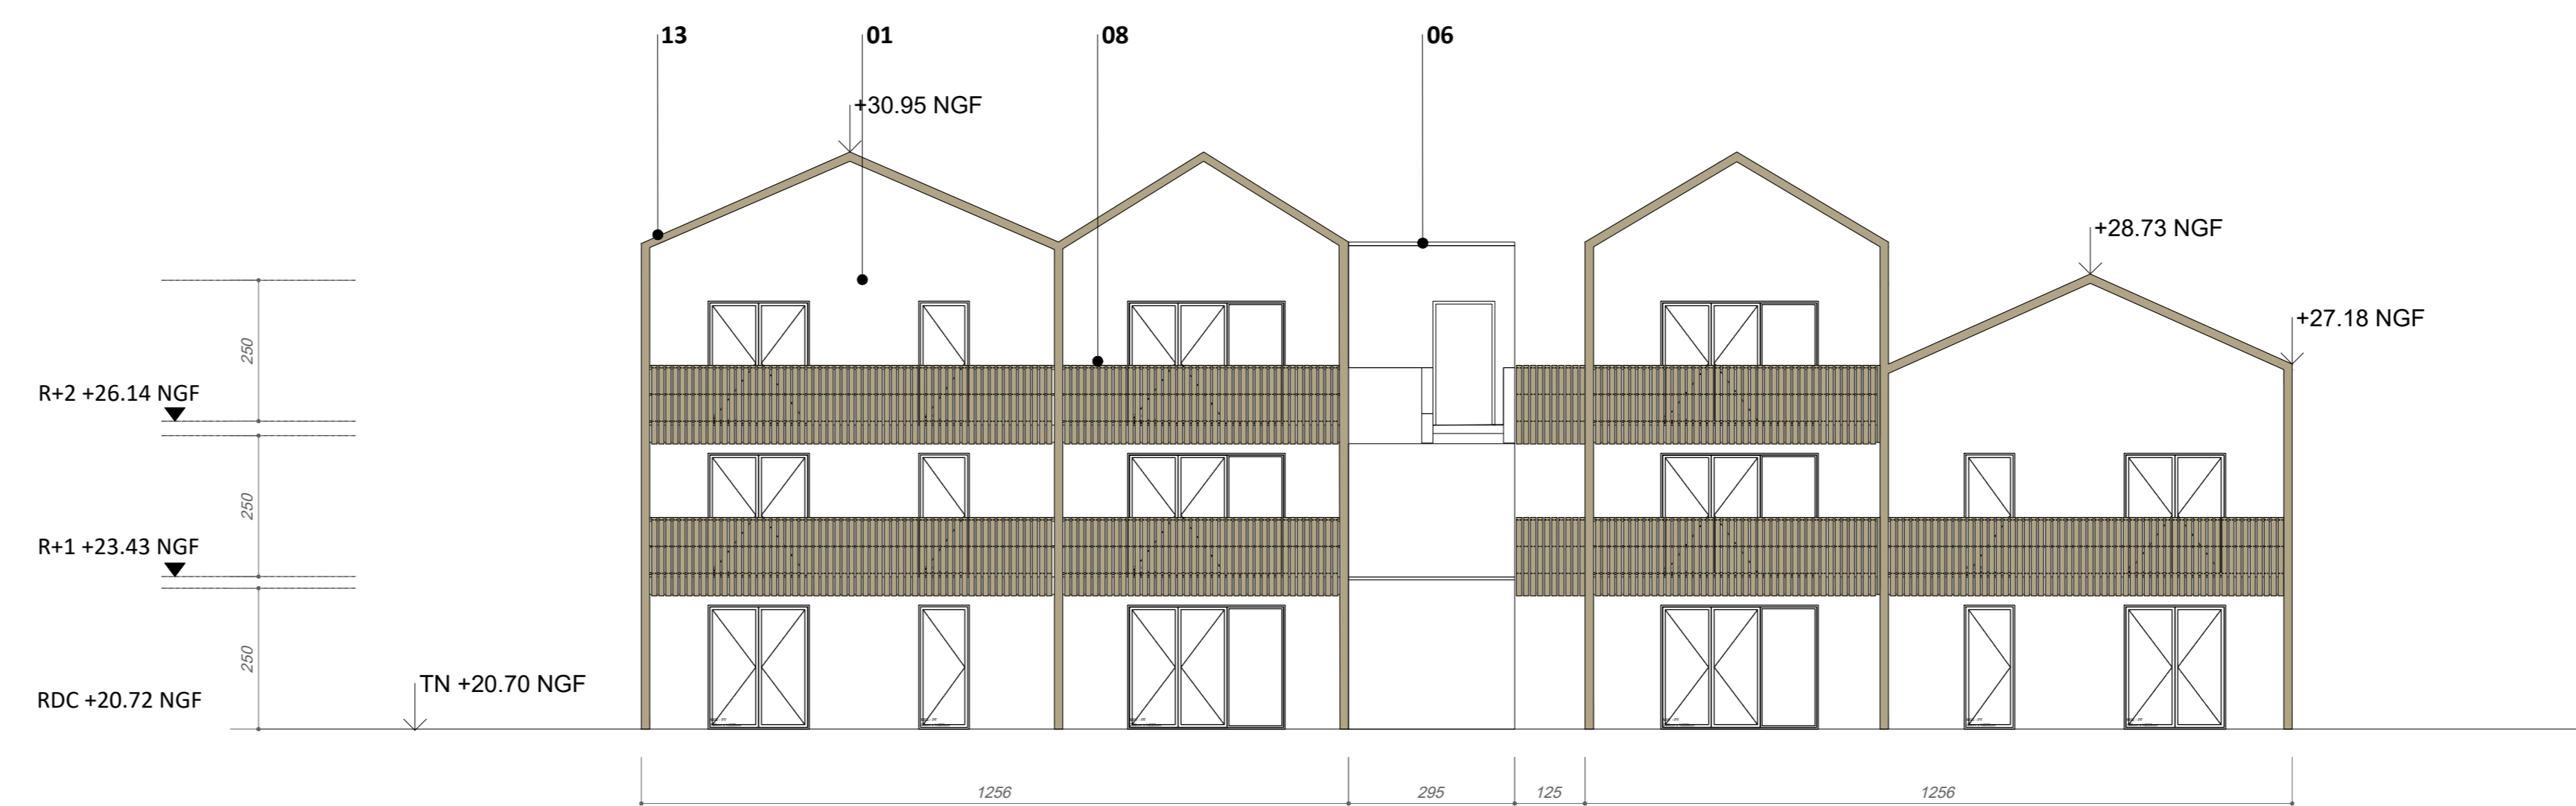 13
01
08
06
+30.95 NGF
+28.73 NGF
+27.18 NGF
250
R+2 +26.14 NGF
250
R+1 +23.43 NGF
250
TN +20.70 NGF
RDC +20.72 NGF
1256
295
125
1256